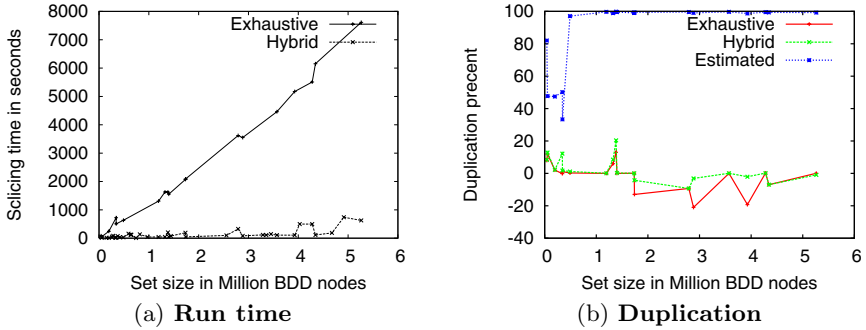 8000
7000
6000
5000
4000
3000
2000
1000
0
Sclicing time in seconds
Exhaustive
Hybrid
0 1 2 3 4 5 6
Set size in Million BDD nodes
(a) Run time
100
80
60
40
20
0
-20
-40
Duplication precent
Exhaustive
Hybrid
Estimated
0 1 2 3 4 5 6
Set size in Million BDD nodes
(b) Duplication